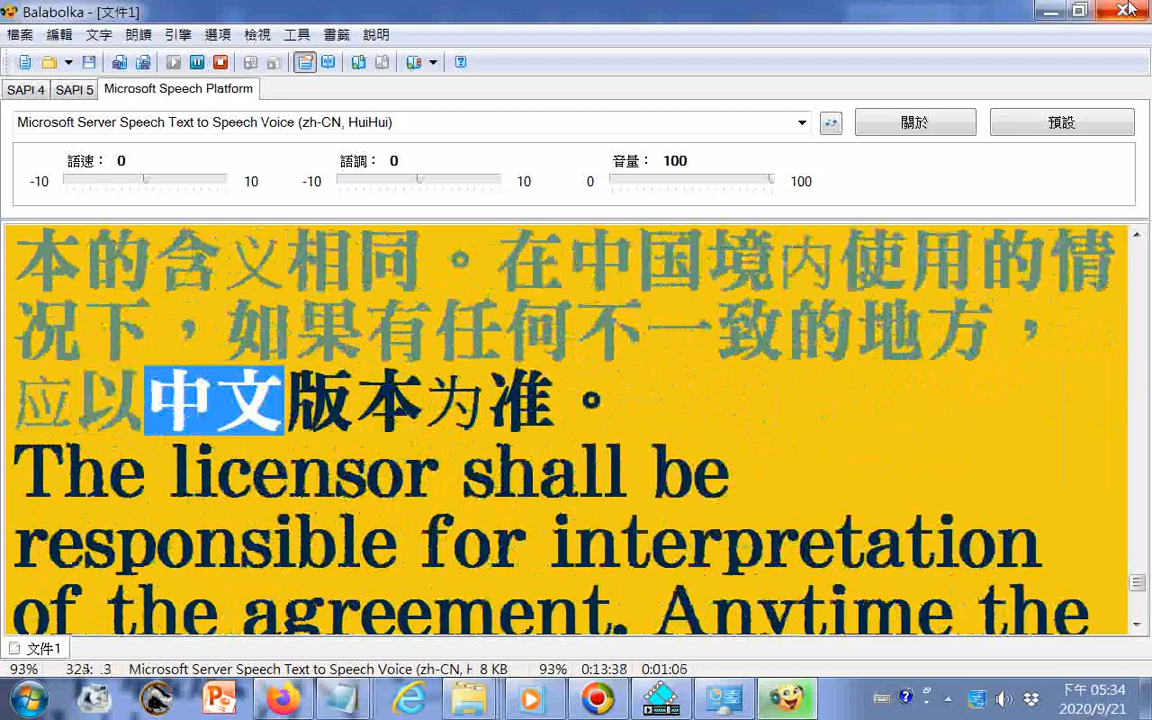 Balabolka - [文件1]
檔案 編輯 文字 朗讀 引擎 選項 檢視 工具 書籤 說明
SAPI 4 SAPI 5 Microsoft Speech Platform
Microsoft Server Speech Text to Speech Voice (zh-CN, HuiHui) 關於 預設
語速： 0 語調： 0 音量： 100
-10 10 -10 10 0 100
本的含义相同。在中国境内使用的情
况下，如果有任何不一致的地方，
应以中文版本为准。
The licensor shall be
responsible for interpretation
of the agreement. Anytime the
文件1
93% Microsoft Server Speech Text to Speech Voice (zh-CN, H 8 KB 93% 0:13:38 0:01:06
下午 05:34
2020/9/21